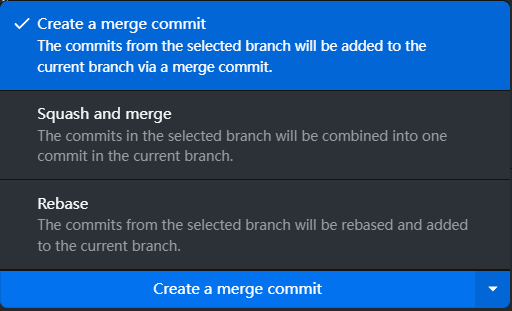 Create a merge commit
The commits from the selected branch will be added to the
current branch via a merge commit.
Squash and merge
The commits in the selected branch will be combined into one
commit in the current branch.
Rebase
The commits from the selected branch will be rebased and added
to the current branch.
Create a merge commit